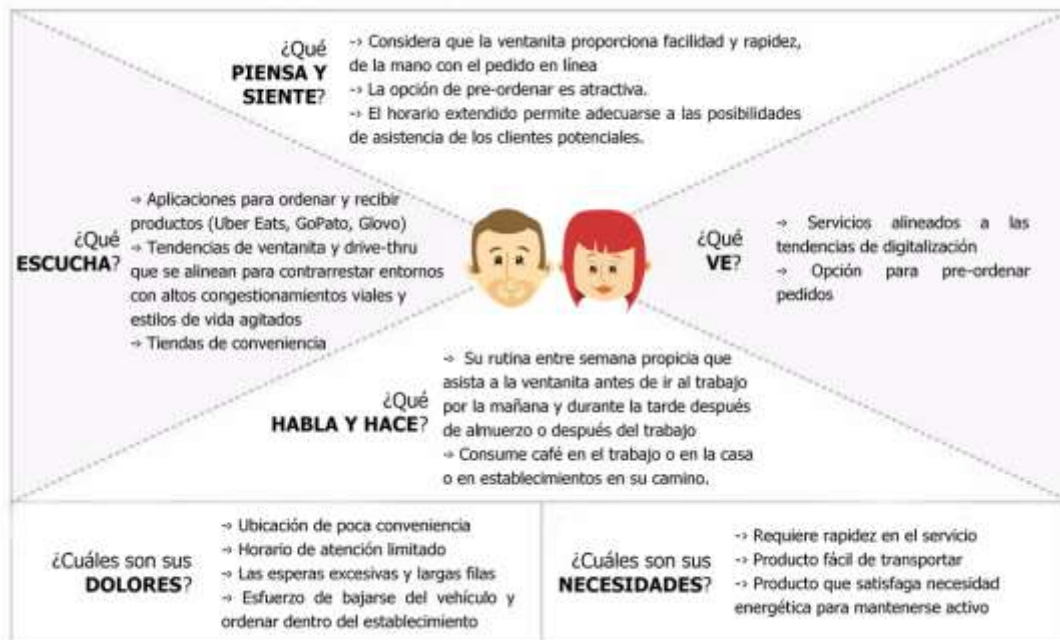 ¿Qué
PIENSA Y
SIENTE?
-> Considera que la ventanita proporciona facilidad y rapidez,
de la mano con el pedido en línea
-> La opción de pre-ordenar es atractiva.
-> El horario extendido permite adecuarse a las posibilidades
de asistencia de los clientes potenciales.
¿Qué
ESCUCHA?
-> Aplicaciones para ordenar y recibir
productos (Uber Eats, GoPato, Glovo)
-> Tendencias de ventanita y drive-thru
que se alinean para contrarrestar entornos
con altos congestionamientos viales y
estilos de vida agitados
-> Tiendas de conveniencia
¿Qué
VE?
-> Servicios alineados a las
tendencias de digitalización
-> Opción para pre-ordenar
pedidos
¿Qué
HABLA Y HACE?
-> Su rutina entre semana propicia que
asista a la ventanita antes de ir al trabajo
por la mañana y durante la tarde después
de almuerzo o después del trabajo
-> Consume café en el trabajo o en la casa
o en establecimientos en su camino.
¿Cuáles son sus
DOLORES?
-> Ubicación de poca conveniencia
-> Horario de atención limitado
-> Las esperas excesivas y largas filas
-> Esfuerzo de bajarse del vehículo y
ordenar dentro del establecimiento
¿Cuáles son sus
NECESIDADES?
-> Requiere rapidez en el servicio
-> Producto fácil de transportar
-> Producto que satisfaga necesidad
energética para mantenerse activo